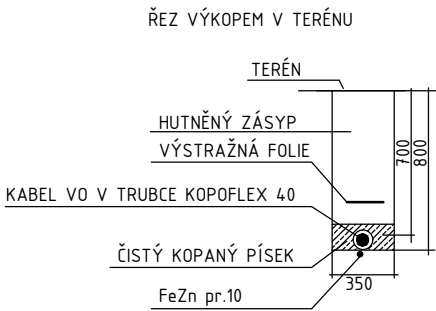 ŘEZ VÝKOPEM V TERÉNU
TERÉN
HUTNĚNÝ ZÁSYP
VÝSTRAŽNÁ FOLIE
KABEL VO V TRUBCE KOPOFLEX 40
ČISTÝ KOPANÝ PÍSEK
FeZn pr.10
700
800
350